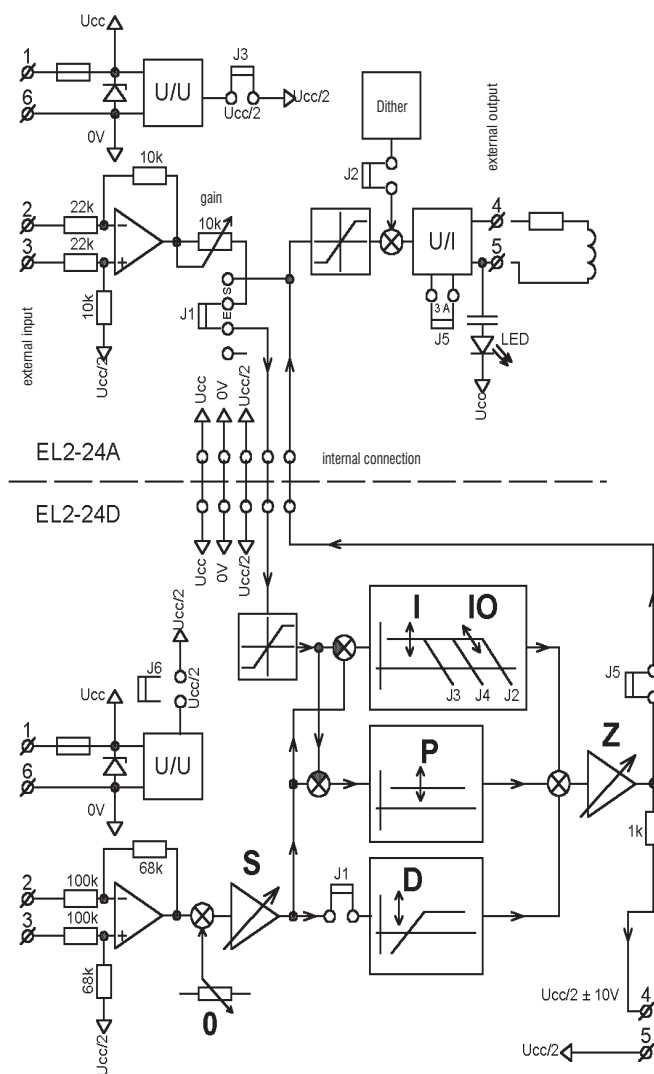 Ucc
1
J3
Ucc/2
U/U
Ucc/2
6
0V
Dither
external output
10k
gain
J2
2
22k
10k
4
3
22k
U/I
5
S
J1
E
3 A
10k
J5
LED
external input
Ucc/2
Ucc
0V
Ucc/2
Ucc
EL2-24A
internal connection
EL2-24D
Ucc
0V
Ucc/2
Ucc/2
I
IO
J6
Ucc/2
J3
J4
J2
J5
Ucc
1
U/U
P
Z
6
0V
1k
68k
S
J1
D
2
100k
3
100k
68k
0
Ucc/2 ± 10V
4
Ucc/2
Ucc/2
5